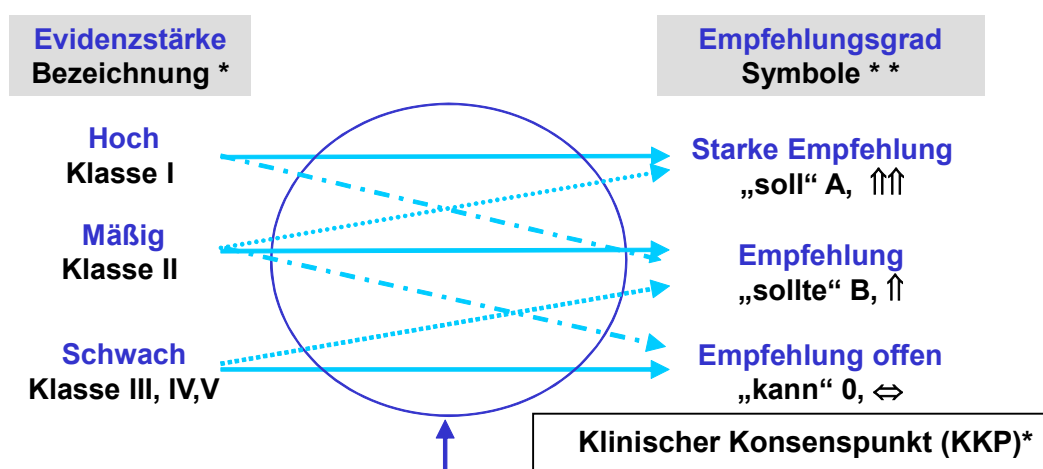 Evidenzstärke
Bezeichnung *
Empfehlungsgrad
Symbole * *
Hoch
Klasse I
Starke Empfehlung
„soll“ A, ⇑⇑
Mäßig
Klasse II
Empfehlung
„sollte“ B, ⇑
Schwach
Klasse III, IV,V
Empfehlung offen
„kann“ 0, ⇔
Klinischer Konsenspunkt (KKP)*